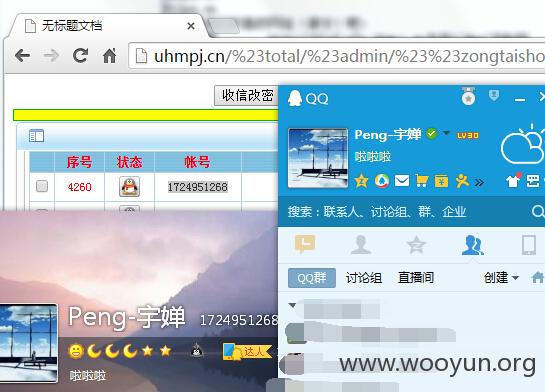 无标题文档
uhmpj.cn/%23total/%23admin/%23%23zongtaisho
收信改密
序号 状态 帐号
4260 1724951268
Peng-宇婵 1724951268
达人
啦啦啦
QQ
Peng-宇婵 LV30
啦啦啦
搜索：联系人、讨论组、群、企业
QQ群 讨论组 直播间 创建
www.wooyun.org